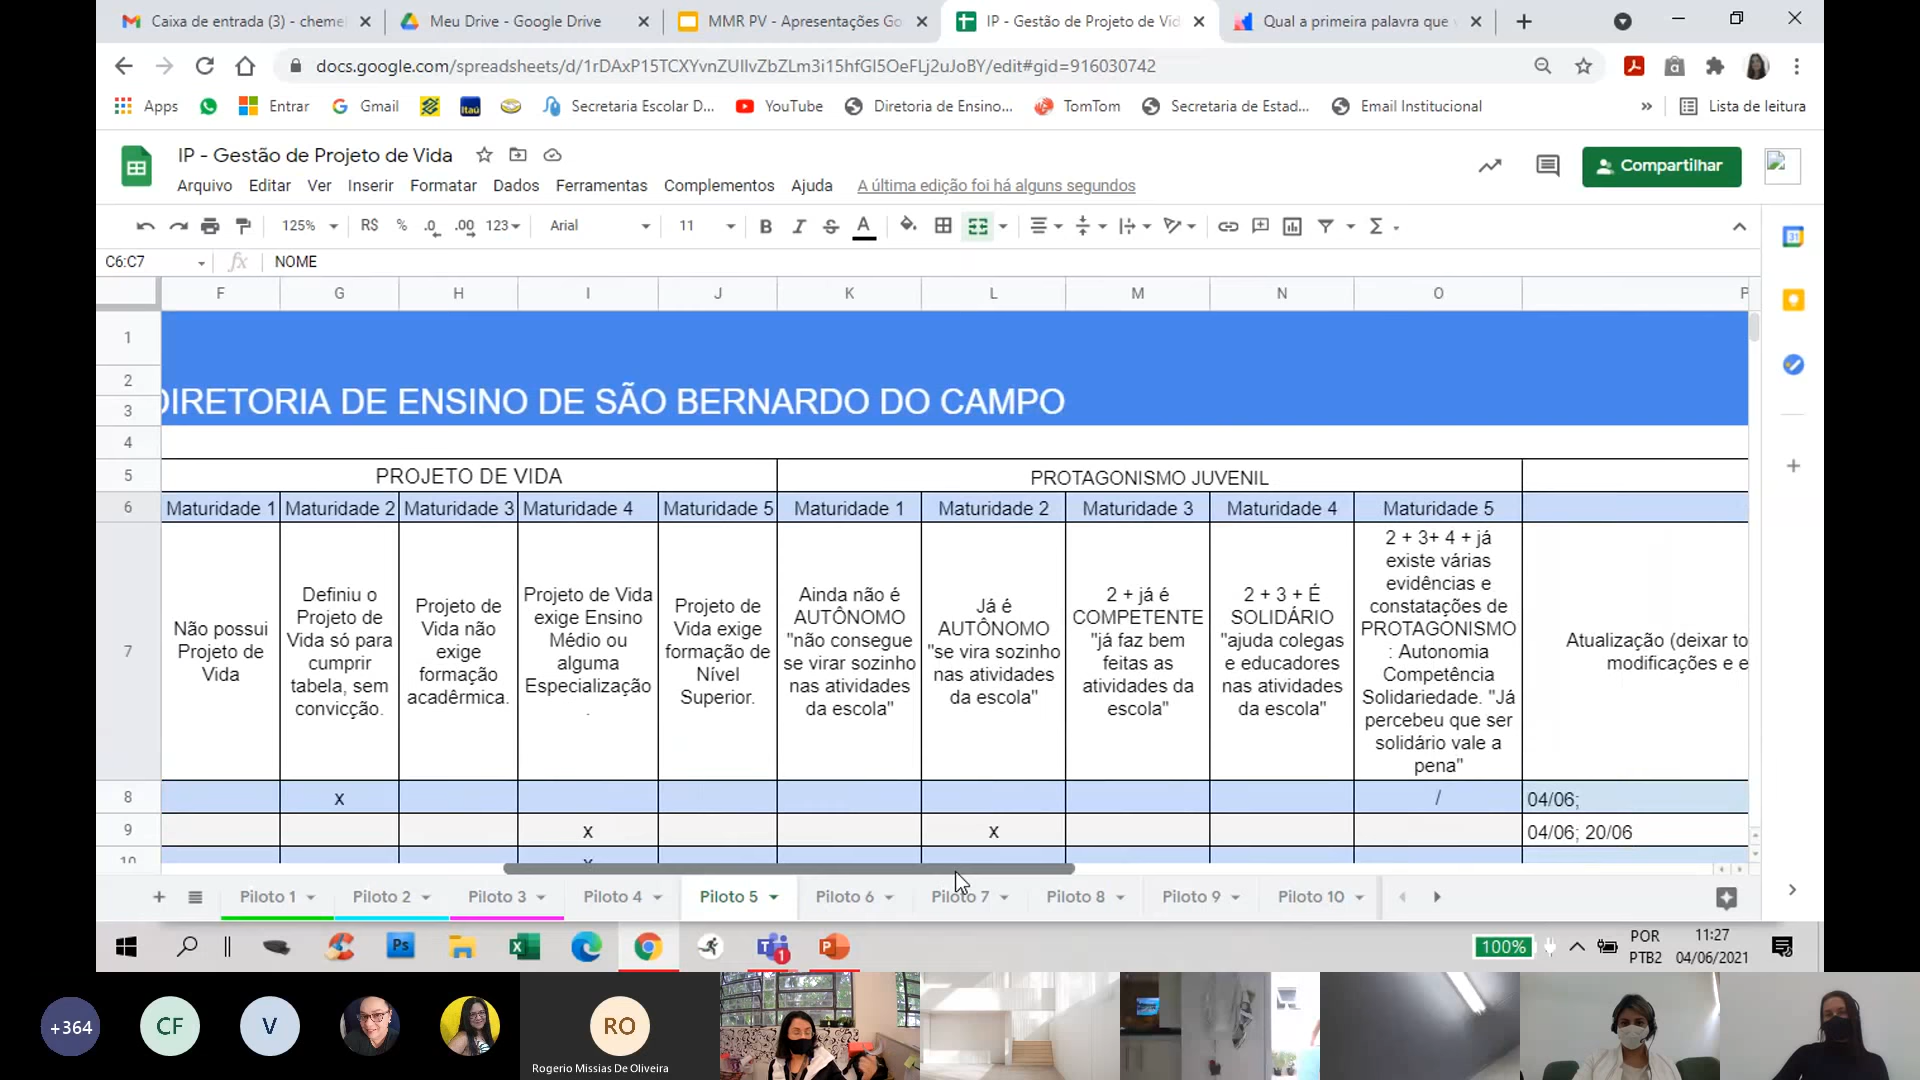 Caixa de entrada (3) - cheme
Meu Drive - Google Drive
MMR PV - Apresentações Go
IP - Gestão de Projeto de Vid
Qual a primeira palavra que
docs.google.com/spreadsheets/d/1rDAxP15TCXYvnZUIlvZbZLm3i15hfGl5OeFLj2uJoBY/edit#gid=916030742
Apps
Entrar
Gmail
Itaú
Secretaria Escolar D...
YouTube
Diretoria de Ensino...
TomTom
Secretaria de Estad...
Email Institucional
»
Lista de leitura
IP - Gestão de Projeto de Vida
Arquivo Editar Ver Inserir Formatar Dados Ferramentas Complementos Ajuda
A última edição foi há alguns segundos
Compartilhar
125% R$ % .0 .00 123 Arial 11 B I S A Σ
31
C6:C7 fx NOME
F G H I J K L M N O P
1
2
3
DIRETORIA DE ENSINO DE SÃO BERNARDO DO CAMPO
4
5 PROJETO DE VIDA PROTAGONISMO JUVENIL
6 Maturidade 1 Maturidade 2 Maturidade 3 Maturidade 4 Maturidade 5 Maturidade 1 Maturidade 2 Maturidade 3 Maturidade 4 Maturidade 5
7
Não possui
Projeto de
Vida
Definiu o
Projeto de
Vida só para
cumprir
tabela, sem
convicção.
Projeto de
Vida não
exige
formação
acadêrmica.
Projeto de Vida
exige Ensino
Médio ou
alguma
Especialização
.
Projeto de
Vida exige
formação de
Nível
Superior.
Ainda não é
AUTÔNOMO
"não consegue
se virar sozinho
nas atividades
da escola"
Já é
AUTÔNOMO
"se vira sozinho
nas atividades
da escola"
2 + já é
COMPETENTE
"já faz bem
feitas as
atividades da
escola"
2 + 3 + É
SOLIDÁRIO
"ajuda colegas
e educadores
nas atividades
da escola"
2 + 3+ 4 + já
existe várias
evidências e
constatações de
PROTAGONISMO
: Autonomia
Competência
Solidariedade. "Já
percebeu que ser
solidário vale a
pena"
Atualização (deixar to
modificações e e
8 x / 04/06;
9 x x 04/06; 20/06
10 x
+ Piloto 1 Piloto 2 Piloto 3 Piloto 4 Piloto 5 Piloto 6 Piloto 7 Piloto 8 Piloto 9 Piloto 10
Ps
1
100%
POR
PTB2
11:27
04/06/2021
+364
CF
V
RO
Rogerio Missias De Oliveira